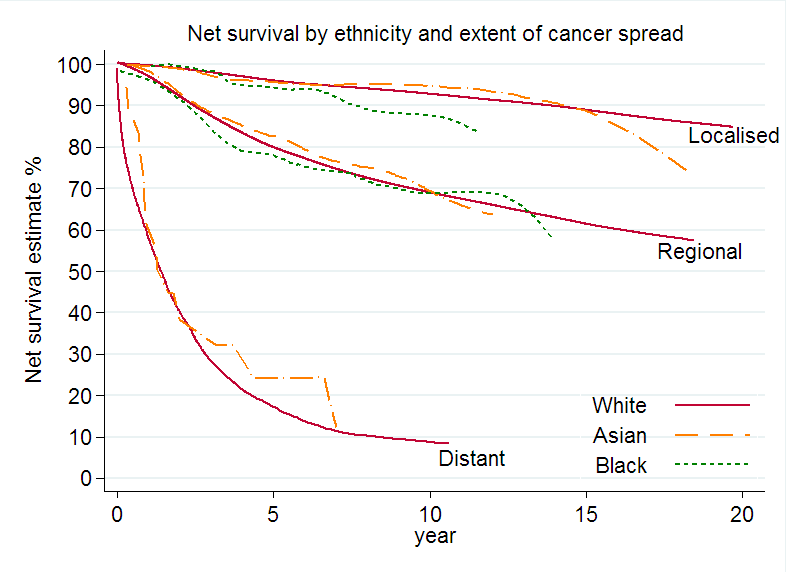 Net survival by ethnicity and extent of cancer spread
Net survival estimate %
100
90
80
70
60
50
40
30
20
10
0
Localised
Regional
Distant
White
Asian
Black
0 5 10 15 20
year